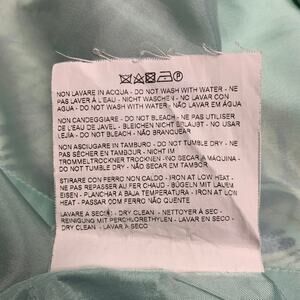 NON LAVARE IN ACQUA - DO NOT WASH WITH WATER - NE
PAS LAVER À L'EAU - NICHT WASCHEN - NO LAVAR CON
AGUA - DO NOT WASH WITH WATER - NÃO LAVAR EM ÁGUA
NON CANDEGGIARE - DO NOT BLEACH - NE PAS UTILISER
DE L'EAU DE JAVEL - BLEICHEN NICHT ERLAUBT - NO USAR
LEJIA - DO NOT BLEACH - NÃO BRANQUEAR
NON ASCIUGARE IN TAMBURO - DO NOT TUMBLE DRY - NE
PAS SÉCHER EN MACHINE - NICHT IM
TROMMELTROCKNER TROCKNEN - NO SECAR A MAQUINA -
DO NOT TUMBLE DRY - NÃO SECAR EM TAMBOR
STIRARE CON FERRO NON CALDO - IRON AT LOW HEAT -
NE PAS REPASSER AU FER CHAUD - BÜGELN MIT LAUEM
EISEN - PLANCHAR A BAJA TEMPERATURA - IRON AT LOW
HEAT - ENGOMAR A FERRO NÃO QUENTE
LAVARE A SECCO - DRY CLEAN - NETTOYER À SEC -
REINIGUNG MIT PERCHLORETHYLEN - LAVAR EN SECO -
DRY CLEAN - LAVAR A SECO